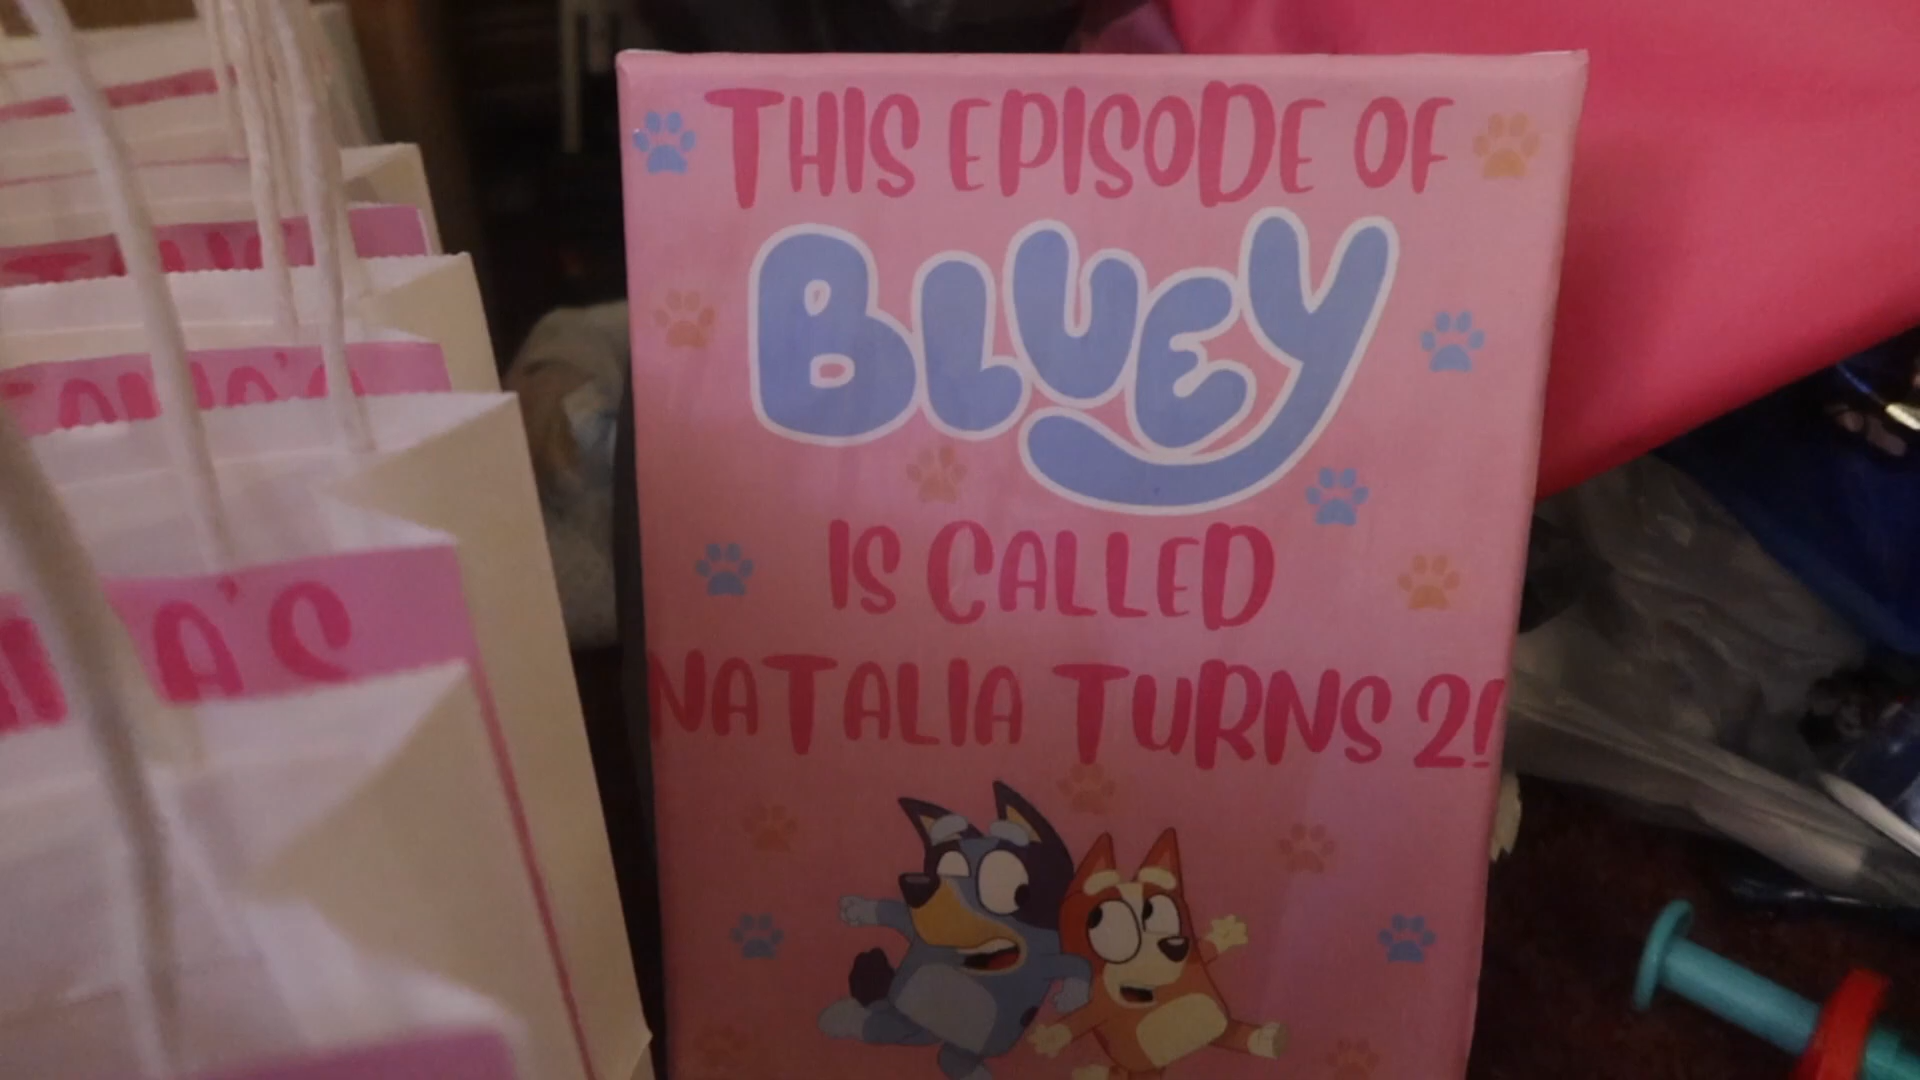 THIS EPISODE OF
BLUEY
IS CALLED
NATALIA TURNS 2!